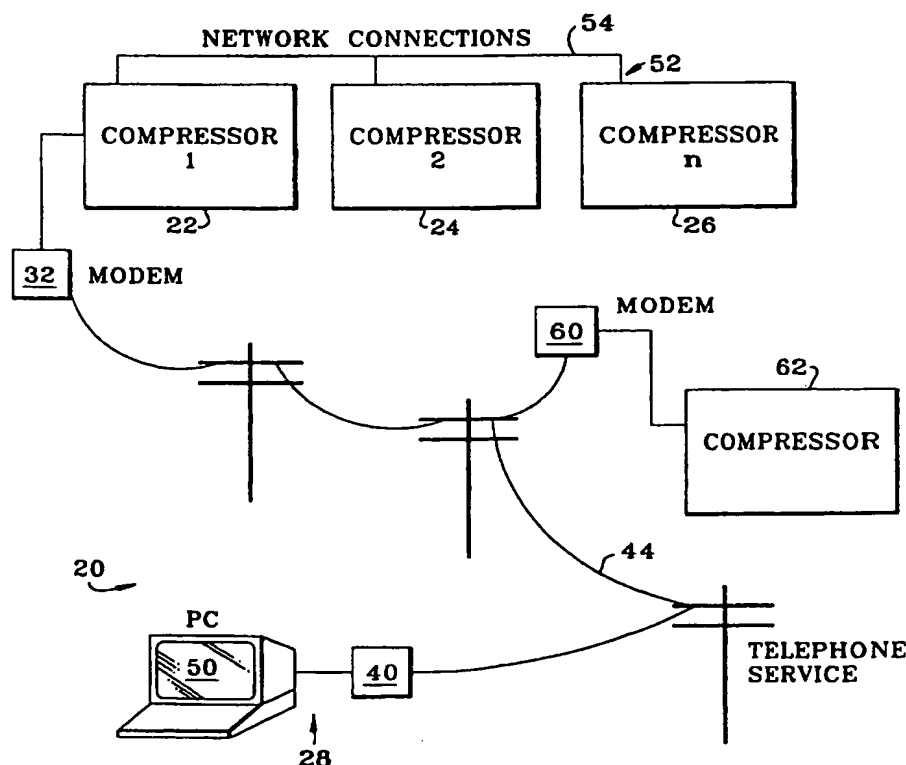 NETWORK CONNECTIONS
54
52
COMPRESSOR
1
COMPRESSOR
2
COMPRESSOR
n
22
24
26
32
MODEM
MODEM
60
62
COMPRESSOR
44
20
PC
50
40
TELEPHONE
SERVICE
28